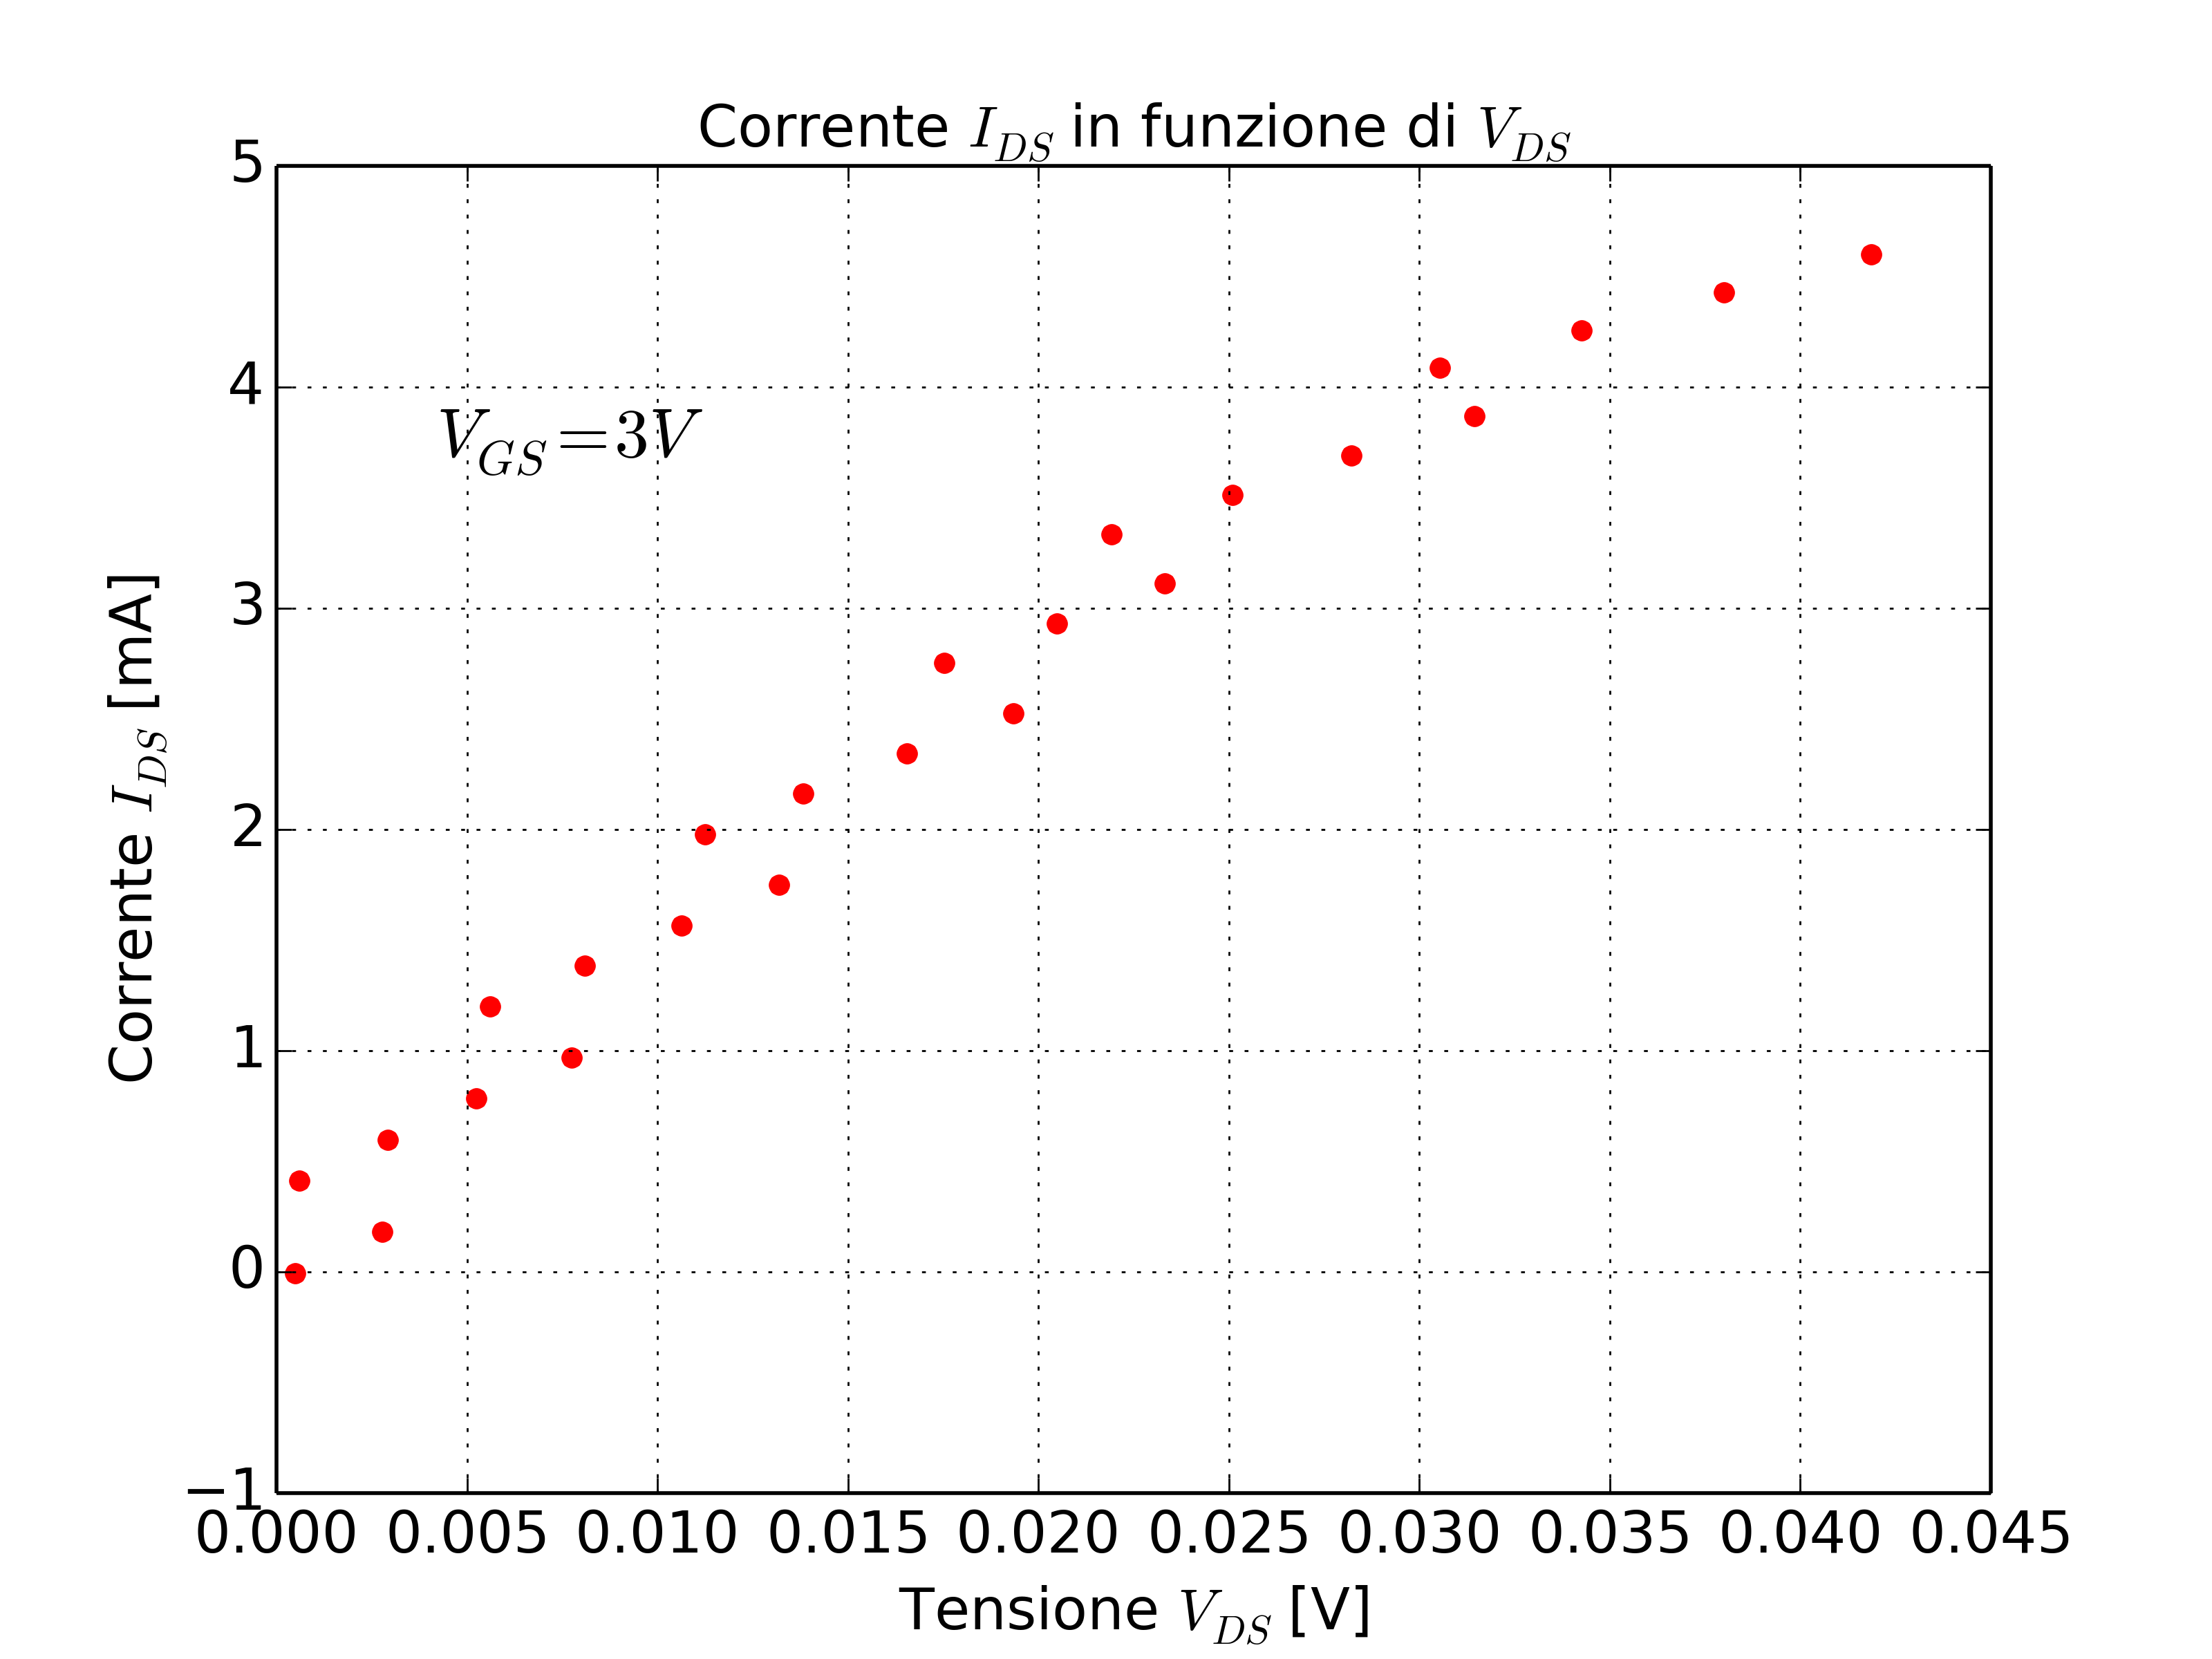 Corrente I_DS in funzione di V_DS
5
4
3
2
1
0
−1
V_GS=3V
Corrente I_DS [mA]
0.000 0.005 0.010 0.015 0.020 0.025 0.030 0.035 0.040 0.045
Tensione V_DS [V]